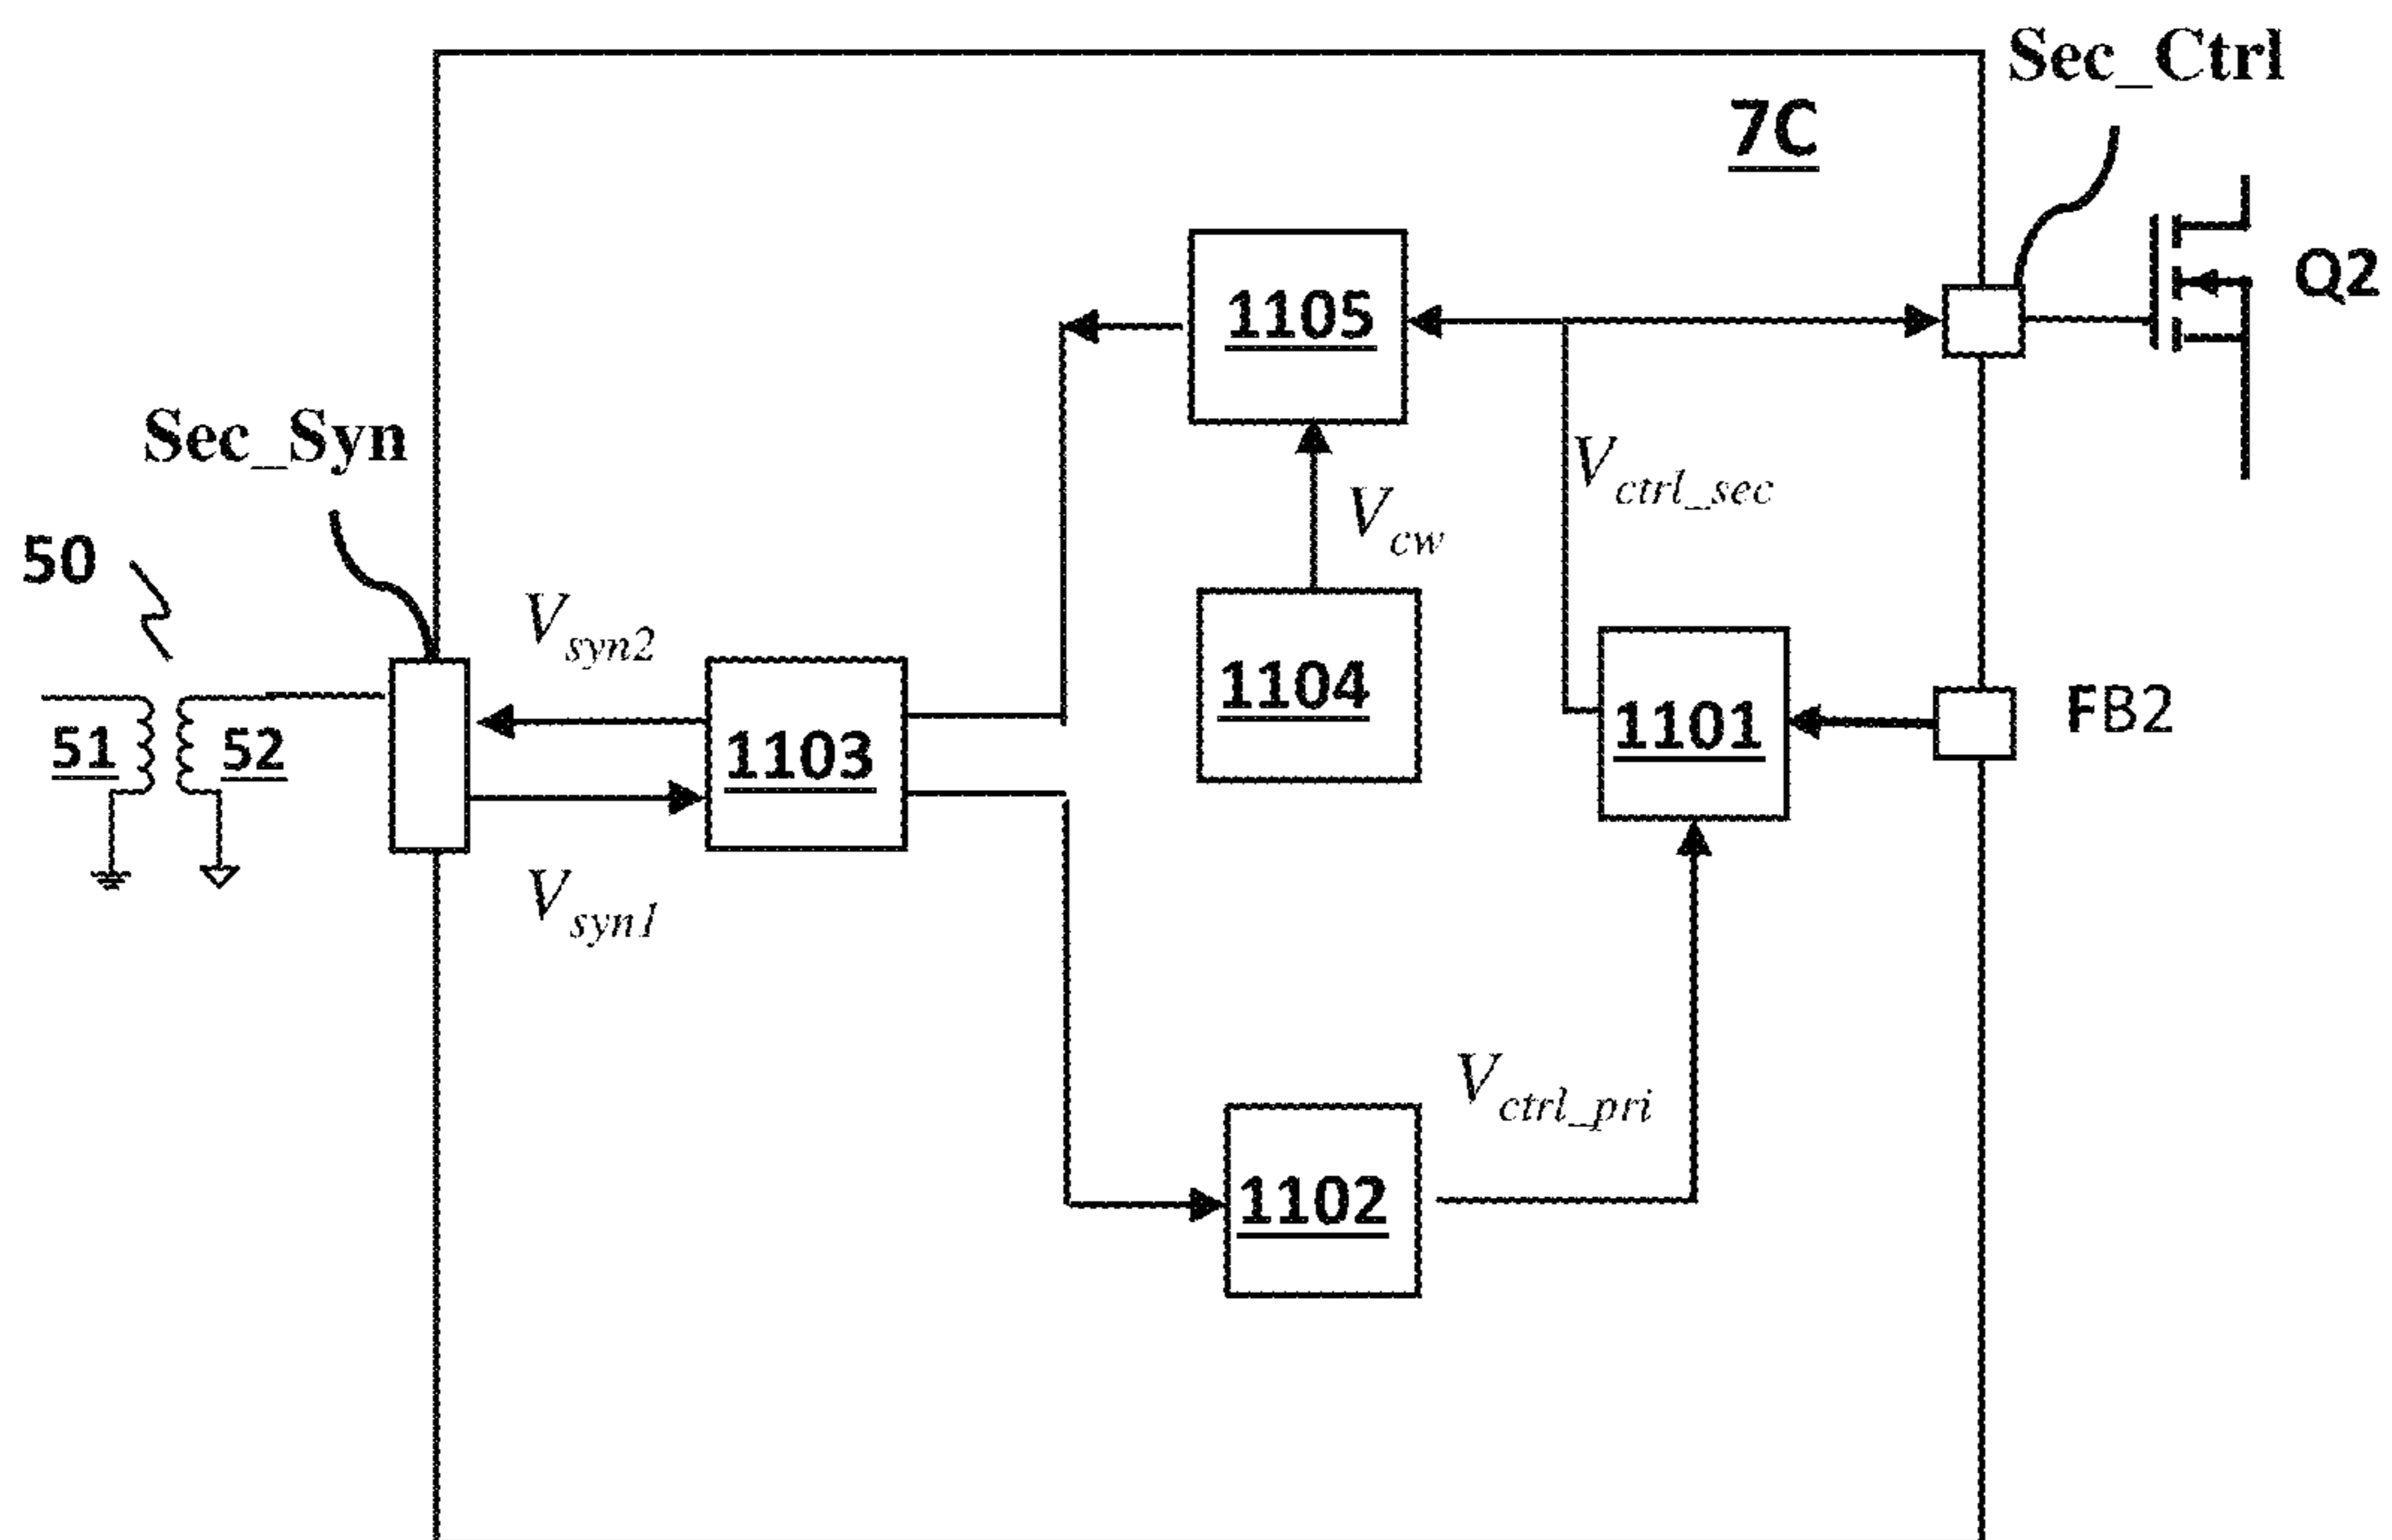 Sec_Ctrl
7C
Q2
1105
Sec_Syn
V_ctrl_sec
V_cw
50
V_syn2
1104
FB2
51
52
1103
1101
V_syn1
V_ctrl_pri
1102